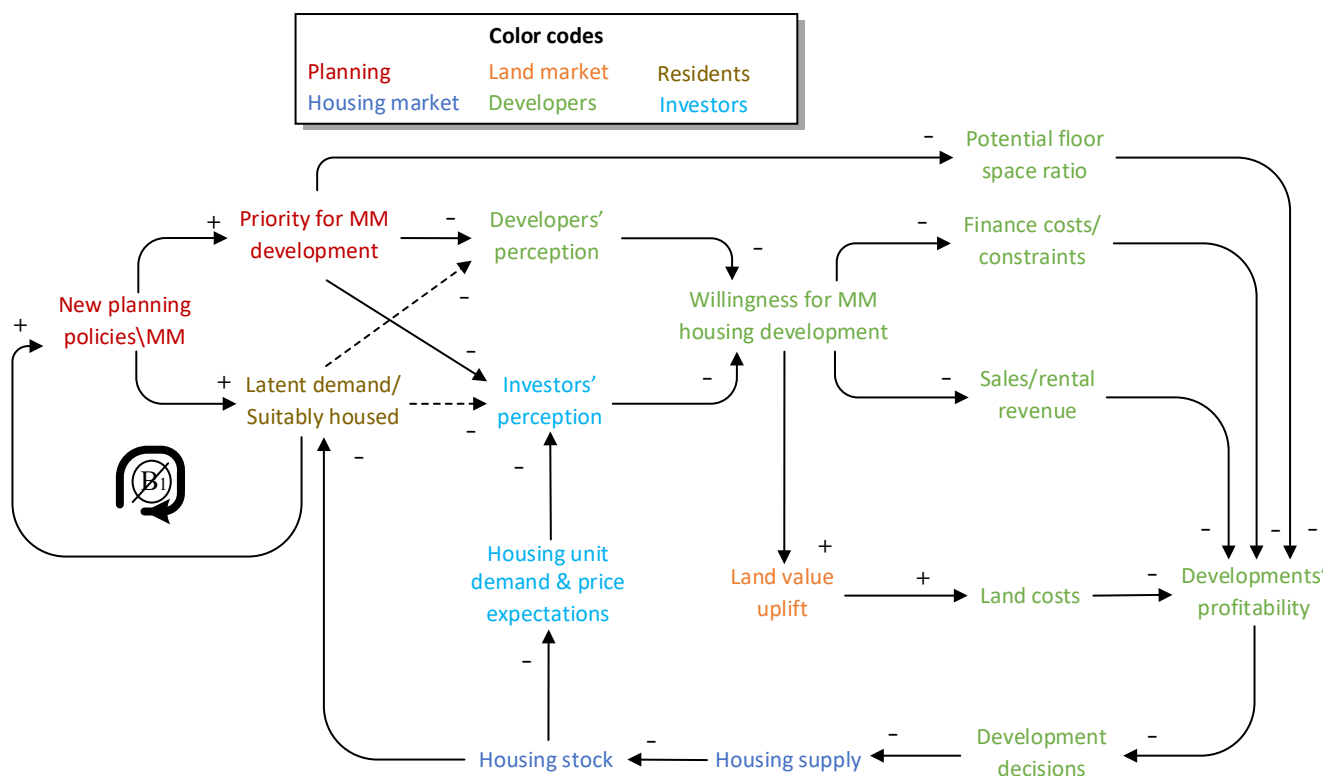 Color codes
Planning
Land market
Residents
Housing market
Developers
Investors
-
Potential floor
space ratio
-
+
Priority for MM
development
-
Developers’
perception
-
-
Finance costs/
constraints
+
New planning
policies\MM
-
Willingness for MM
housing development
+
Latent demand/
Suitably housed
-
-
Investors’
perception
-
-
Sales/rental
revenue
-
B1
-
-
-
-
Housing unit
demand & price
expectations
+
Land value
uplift
+
Land costs
-
Developments’
profitability
-
Housing stock
-
Housing supply
-
Development
decisions
-